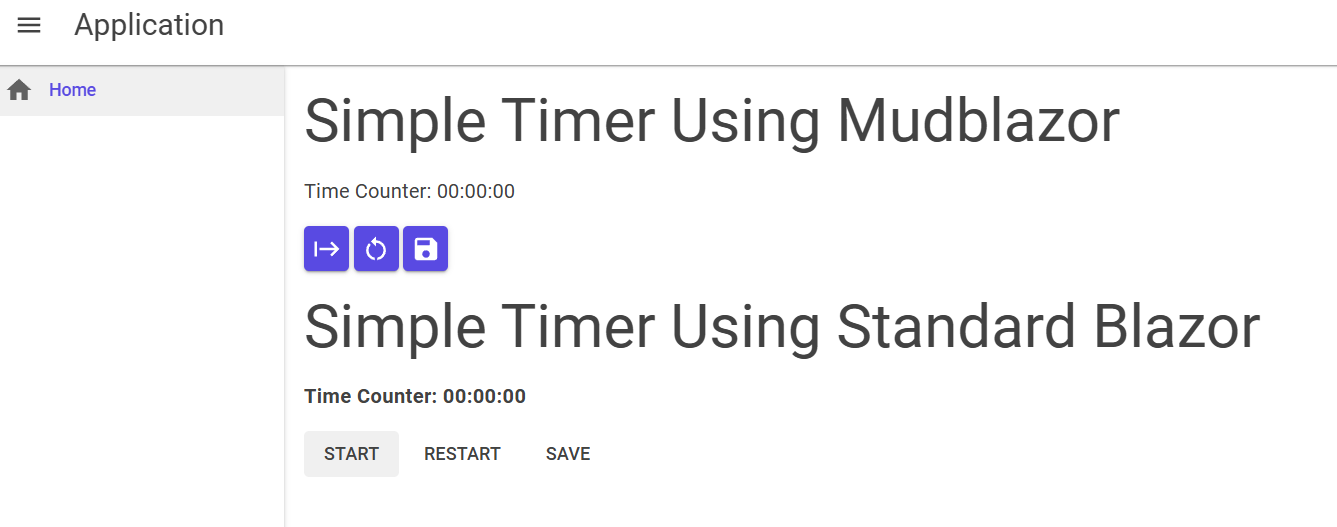 Application
Home
Simple Timer Using Mudblazor
Time Counter: 00:00:00
Simple Timer Using Standard Blazor
Time Counter: 00:00:00
START RESTART SAVE